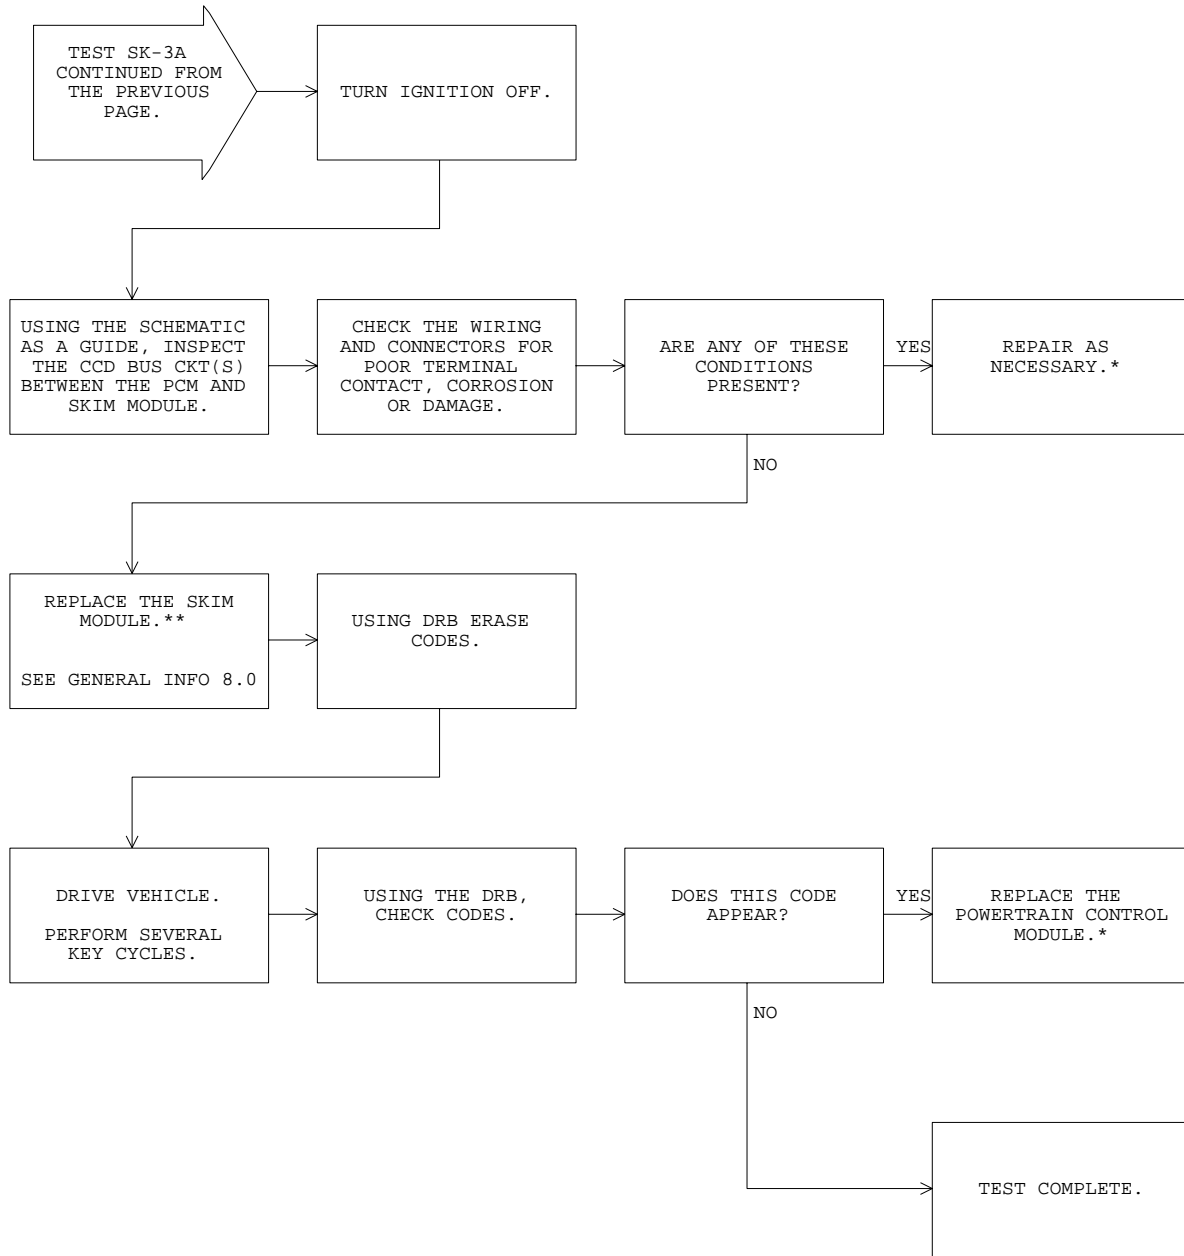 TEST SK-3A
CONTINUED FROM
THE PREVIOUS
PAGE.
TURN IGNITION OFF.
USING THE SCHEMATIC
AS A GUIDE, INSPECT
THE CCD BUS CKT(S)
BETWEEN THE PCM AND
SKIM MODULE.
CHECK THE WIRING
AND CONNECTORS FOR
POOR TERMINAL
CONTACT, CORROSION
OR DAMAGE.
ARE ANY OF THESE
CONDITIONS
PRESENT?
YES
REPAIR AS
NECESSARY.*
NO
REPLACE THE SKIM
MODULE.**
SEE GENERAL INFO 8.0
USING DRB ERASE
CODES.
DRIVE VEHICLE.
PERFORM SEVERAL
KEY CYCLES.
USING THE DRB,
CHECK CODES.
DOES THIS CODE
APPEAR?
YES
REPLACE THE
POWERTRAIN CONTROL
MODULE.*
NO
TEST COMPLETE.